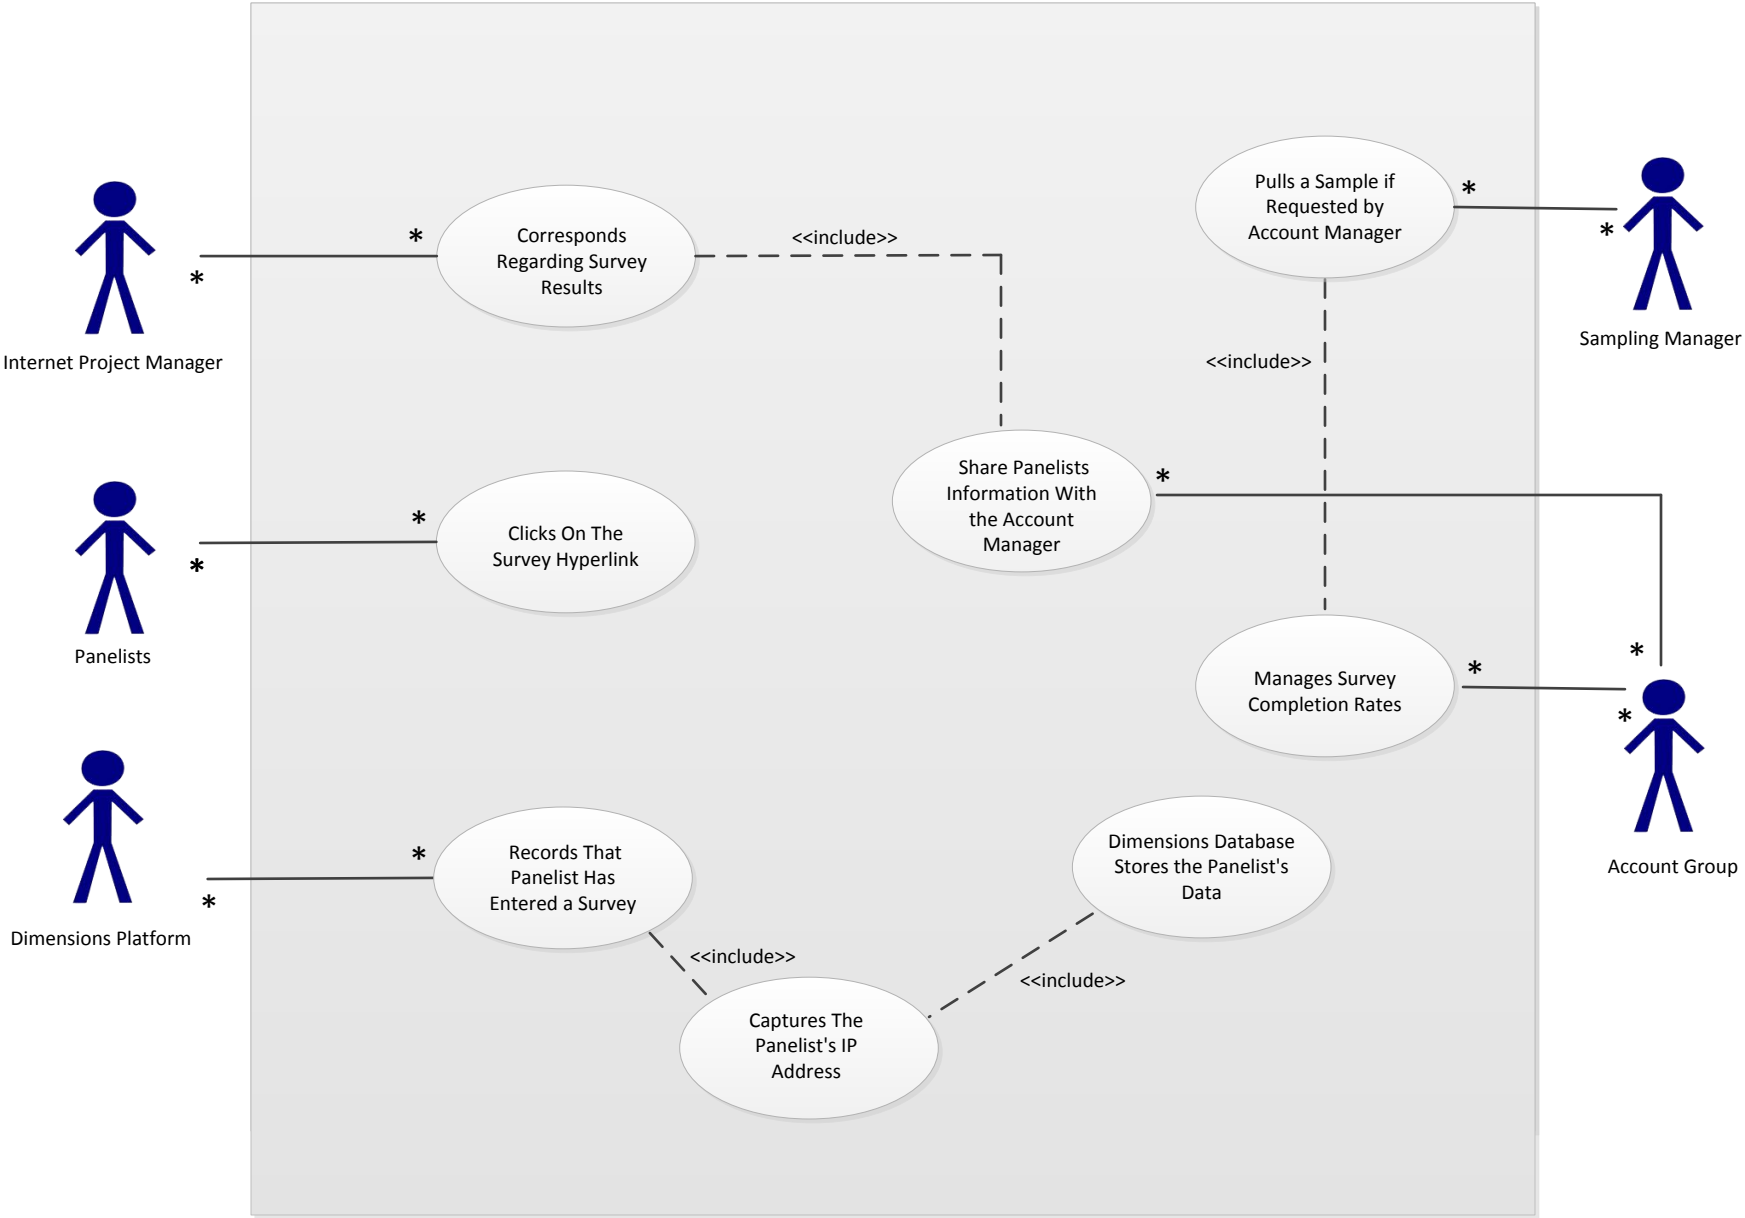 Pulls a Sample if
Requested by
Account Manager
*
*
Corresponds
Regarding Survey
Results
*
*
<<include>>
Sampling Manager
Internet Project Manager
<<include>>
Share Panelists
Information With
the Account
Manager
*
Clicks On The
Survey Hyperlink
*
*
Panelists
*
Manages Survey
Completion Rates
*
*
Account Group
Records That
Panelist Has
Entered a Survey
*
*
Dimensions Database
Stores the Panelist's
Data
Dimensions Platform
<<include>>
<<include>>
Captures The
Panelist's IP
Address